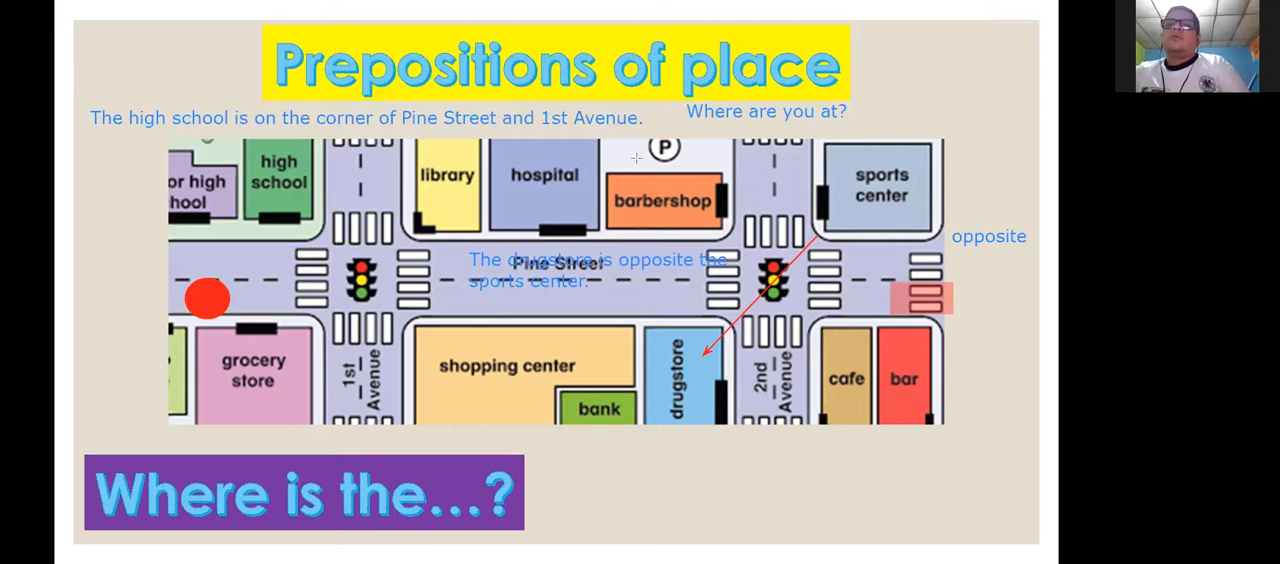 Prepositions of place
The high school is on the corner of Pine Street and 1st Avenue.
Where are you at?
high
school
or high
hool
library
hospital
P
barbershop
sports
center
opposite
The drugstore is opposite the
sports center.
Pine Street
grocery
store
1st
Avenue
shopping center
bank
drugstore
2nd
Avenue
cafe
bar
Where is the...?